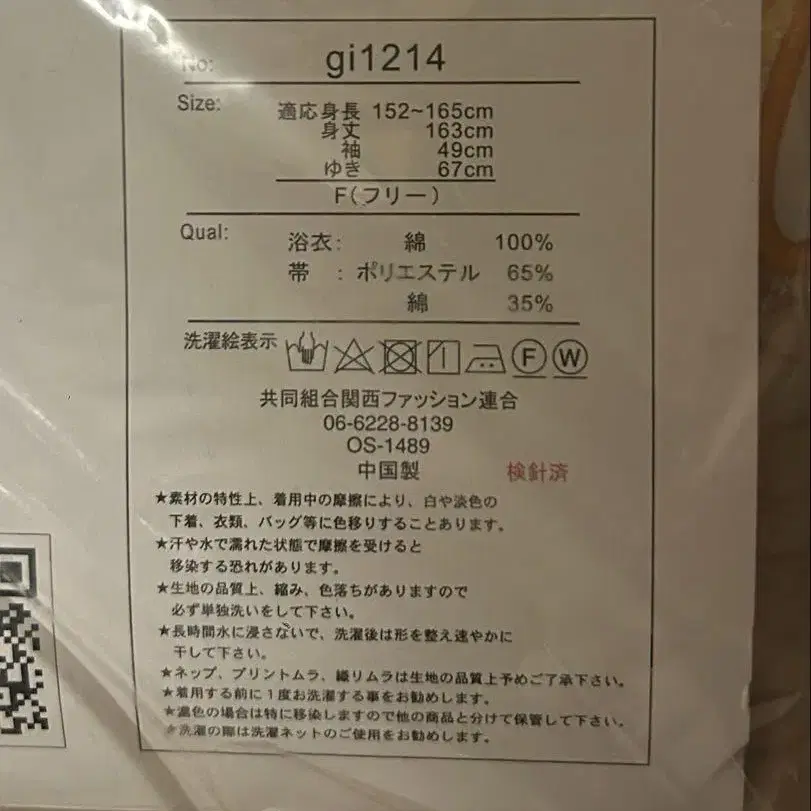 No: gi1214
Size: 適応身長 152~165cm
身丈 163cm
袖 49cm
ゆき 67cm
F(フリー)
Qual: 浴衣: 綿 100%
帯 : ポリエステル 65%
綿 35%
洗濯絵表示 F W
共同組合関西ファッション連合
06-6228-8139
OS-1489
中国製 検針済
★素材の特性上、着用中の摩擦により、白や淡色の
下着、衣類、バッグ等に色移りすることあります。
★汗や水で濡れた状態で摩擦を受けると
移染する恐れがあります。
★生地の品質上、縮み、色落ちがありますので
必ず単独洗いをして下さい。
★長時間水に浸さないで、洗濯後は形を整え速やかに
干して下さい。
★ネップ、プリントムラ、織りムラは生地の品質上予めご了承下さい。
★着用する前に1度お洗濯する事をお勧めします。
★濃色の場合は特に移染しますので他の商品と分けて保管して下さい。
★洗濯の際は洗濯ネットのご使用をお勧めします。